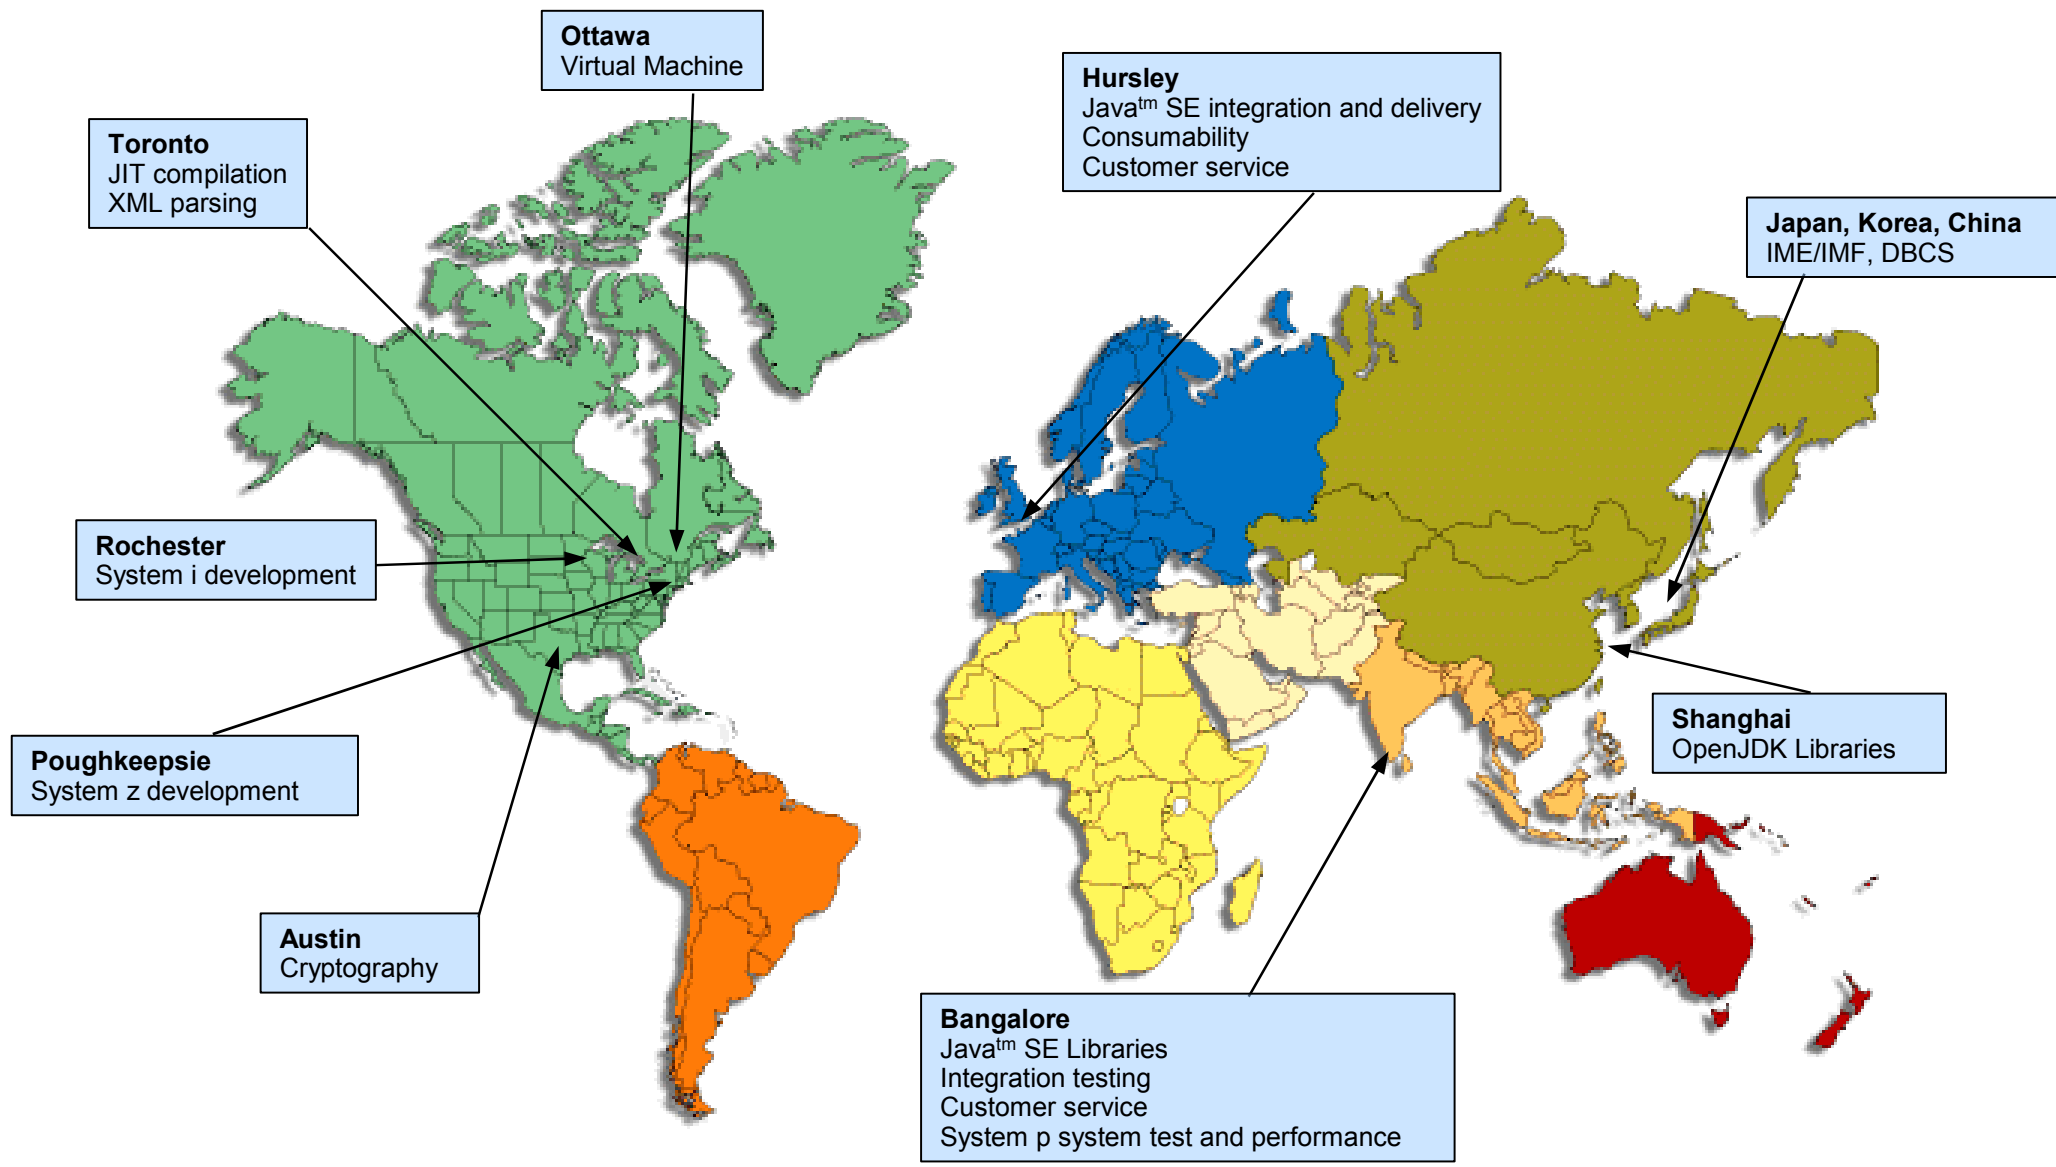 Ottawa
Virtual Machine
Toronto
JIT compilation
XML parsing
Hursley
Java™ SE integration and delivery
Consumability
Customer service
Japan, Korea, China
IME/IMF, DBCS
Rochester
System i development
Poughkeepsie
System z development
Shanghai
OpenJDK Libraries
Austin
Cryptography
Bangalore
Java™ SE Libraries
Integration testing
Customer service
System p system test and performance